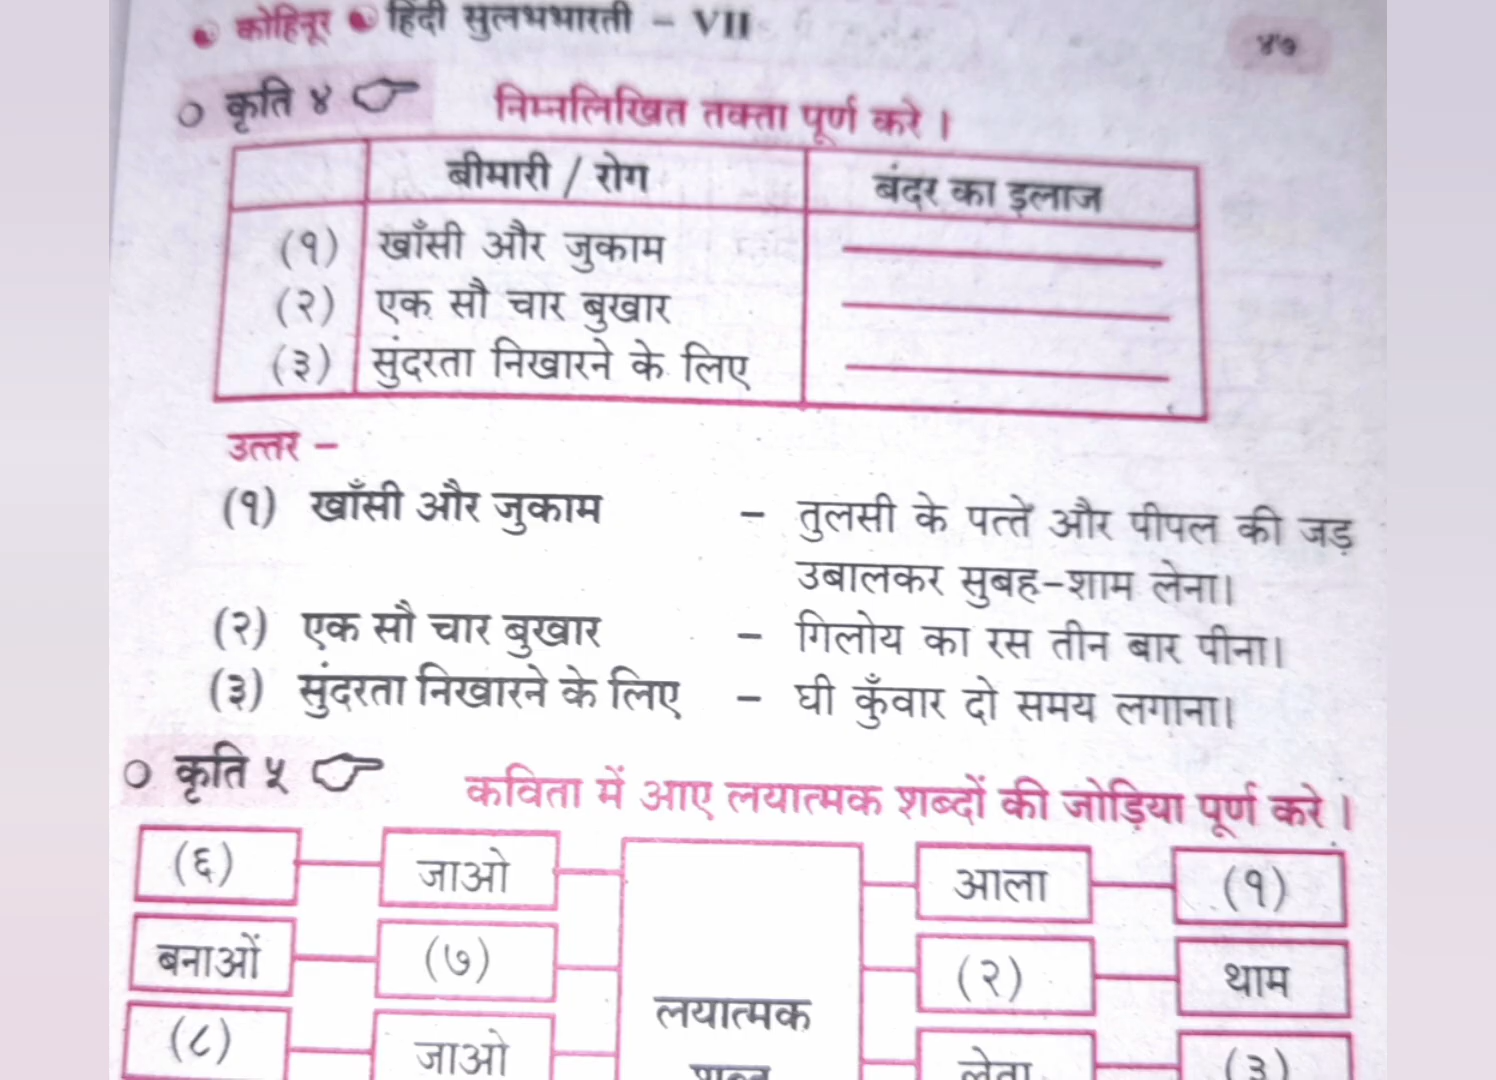 कोहिनूर हिंदी सुलभभारती – VII ४७
कृति ४ निम्नलिखित तक्ता पूर्ण करे ।
बीमारी / रोग बंदर का इलाज
(१) खाँसी और जुकाम
(२) एक सौ चार बुखार
(३) सुंदरता निखारने के लिए
उत्तर –
(१) खाँसी और जुकाम – तुलसी के पत्ते और पीपल की जड़
उबालकर सुबह-शाम लेना।
(२) एक सौ चार बुखार – गिलोय का रस तीन बार पीना।
(३) सुंदरता निखारने के लिए – घी कुँवार दो समय लगाना।
कृति ५ कविता में आए लयात्मक शब्दों की जोड़िया पूर्ण करे ।
(६) जाओ आला (१)
बनाओं (७) (२) थाम
लयात्मक
(८) जाओ लेता (३)
शब्द